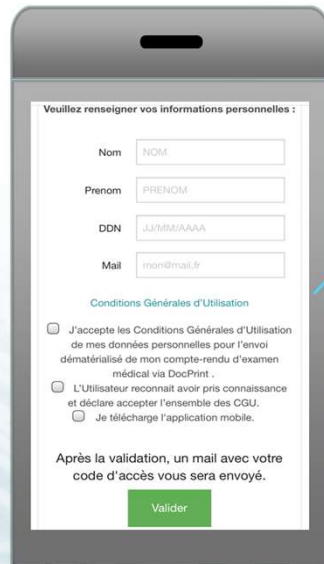 Veuillez renseigner vos informations personnelles :
Nom
NOM
Prenom
PRENOM
DDN
JJ/MM/AAAA
Mail
mon@mail.fr
Conditions Générales d'Utilisation
J'accepte les Conditions Générales d'Utilisation
de mes données personnelles pour l'envoi
dématérialisé de mon compte-rendu d'examen
médical via DocPrint .
L'Utilisateur reconnait avoir pris connaissance
et déclare accepter l'ensemble des CGU.
Je télécharge l'application mobile.
Après la validation, un mail avec votre
code d'accès vous sera envoyé.
Valider